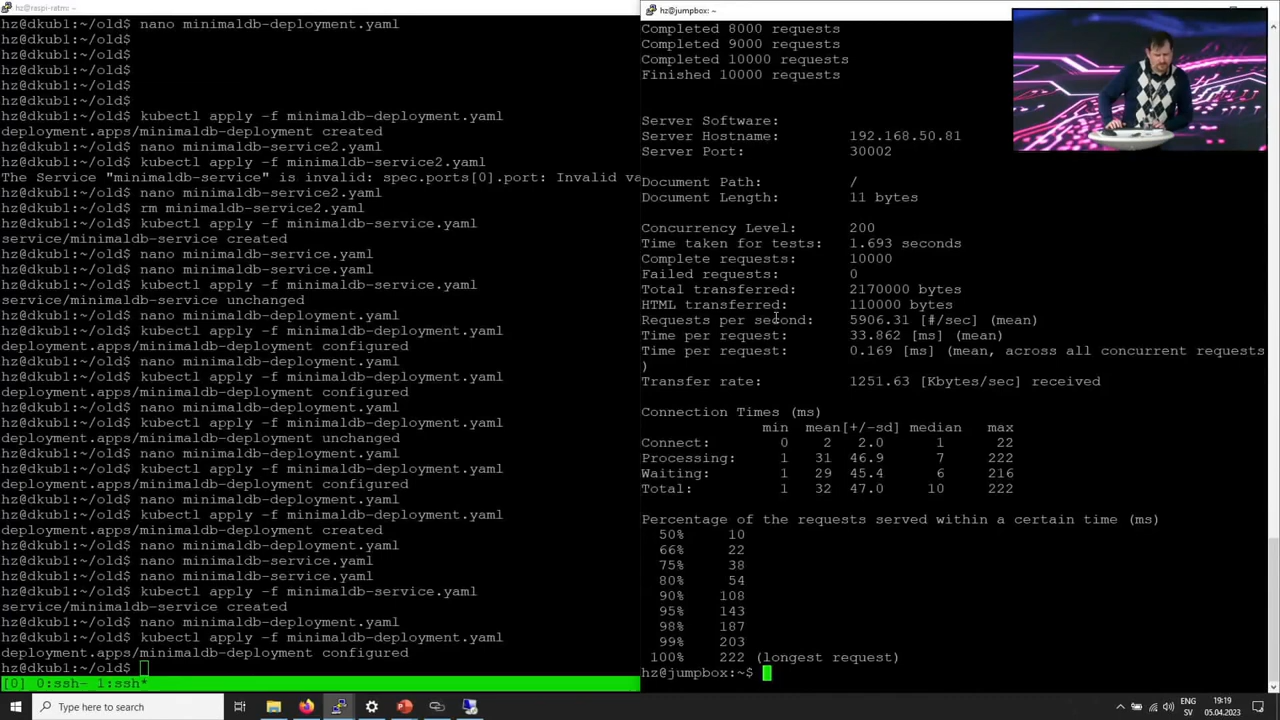 hz@raspi-ratm: ~
nano minimaldb-deployment.yaml
hz@dkub1:~/old$
hz@dkub1:~/old$
hz@dkub1:~/old$
hz@dkub1:~/old$
hz@dkub1:~/old$
hz@dkub1:~/old$ kubectl apply -f minimaldb-deployment.yaml
deployment.apps/minimaldb-deployment created
hz@dkub1:~/old$ nano minimaldb-service2.yaml
hz@dkub1:~/old$ kubectl apply -f minimaldb-service2.yaml
The Service "minimaldb-service" is invalid: spec.ports[0].port: Invalid va
hz@dkub1:~/old$ nano minimaldb-service2.yaml
hz@dkub1:~/old$ rm minimaldb-service2.yaml
hz@dkub1:~/old$ kubectl apply -f minimaldb-service.yaml
service/minimaldb-service created
hz@dkub1:~/old$ nano minimaldb-service.yaml
hz@dkub1:~/old$ nano minimaldb-service.yaml
hz@dkub1:~/old$ kubectl apply -f minimaldb-service.yaml
service/minimaldb-service unchanged
hz@dkub1:~/old$ nano minimaldb-deployment.yaml
hz@dkub1:~/old$ kubectl apply -f minimaldb-deployment.yaml
deployment.apps/minimaldb-deployment configured
hz@dkub1:~/old$ nano minimaldb-deployment.yaml
hz@dkub1:~/old$ kubectl apply -f minimaldb-deployment.yaml
deployment.apps/minimaldb-deployment configured
hz@dkub1:~/old$ nano minimaldb-deployment.yaml
hz@dkub1:~/old$ kubectl apply -f minimaldb-deployment.yaml
deployment.apps/minimaldb-deployment unchanged
hz@dkub1:~/old$ nano minimaldb-deployment.yaml
hz@dkub1:~/old$ kubectl apply -f minimaldb-deployment.yaml
deployment.apps/minimaldb-deployment configured
hz@dkub1:~/old$ nano minimaldb-deployment.yaml
hz@dkub1:~/old$ kubectl apply -f minimaldb-deployment.yaml
deployment.apps/minimaldb-deployment created
hz@dkub1:~/old$ nano minimaldb-deployment.yaml
hz@dkub1:~/old$ nano minimaldb-service.yaml
hz@dkub1:~/old$ nano minimaldb-service.yaml
hz@dkub1:~/old$ kubectl apply -f minimaldb-service.yaml
service/minimaldb-service created
hz@dkub1:~/old$ nano minimaldb-deployment.yaml
hz@dkub1:~/old$ kubectl apply -f minimaldb-deployment.yaml
deployment.apps/minimaldb-deployment configured
hz@dkub1:~/old$
[0] 0:ssh- 1:ssh*
hz@jumpbox: ~
Completed 8000 requests
Completed 9000 requests
Completed 10000 requests
Finished 10000 requests
Server Software:
Server Hostname: 192.168.50.81
Server Port: 30002
Document Path: /
Document Length: 11 bytes
Concurrency Level: 200
Time taken for tests: 1.693 seconds
Complete requests: 10000
Failed requests: 0
Total transferred: 2170000 bytes
HTML transferred: 110000 bytes
Requests per second: 5906.31 [#/sec] (mean)
Time per request: 33.862 [ms] (mean)
Time per request: 0.169 [ms] (mean, across all concurrent requests
)
Transfer rate: 1251.63 [Kbytes/sec] received
Connection Times (ms)
min mean[+/-sd] median max
Connect: 0 2 2.0 1 22
Processing: 1 31 46.9 7 222
Waiting: 1 29 45.4 6 216
Total: 1 32 47.0 10 222
Percentage of the requests served within a certain time (ms)
50% 10
66% 22
75% 38
80% 54
90% 108
95% 143
98% 187
99% 203
100% 222 (longest request)
hz@jumpbox:~$
Type here to search
ENG
SV
19:19
05.04.2023